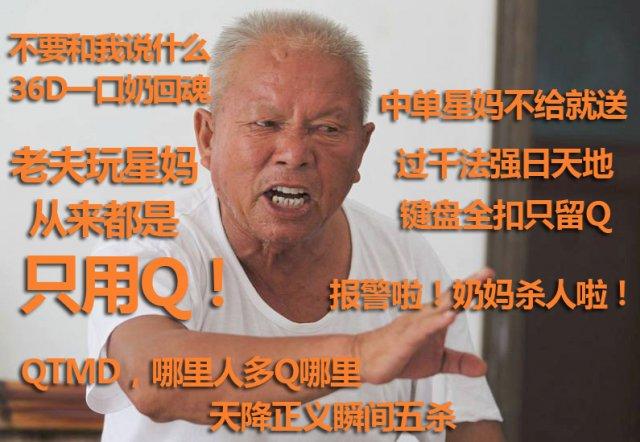 不要和我说什么
36D一口奶回魂
中单星妈不给就送
老夫玩星妈
从来都是
只用Q！
过千法强日天地
键盘全扣只留Q
报警啦！奶妈杀人啦！
QTMD，哪里人多Q哪里
天降正义瞬间五杀